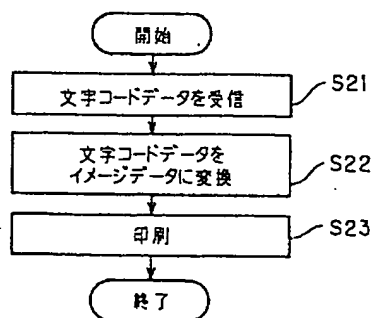 開始
文字コードデータを受信
S21
文字コードデータを
イメージデータに変換
S22
印刷
S23
終了